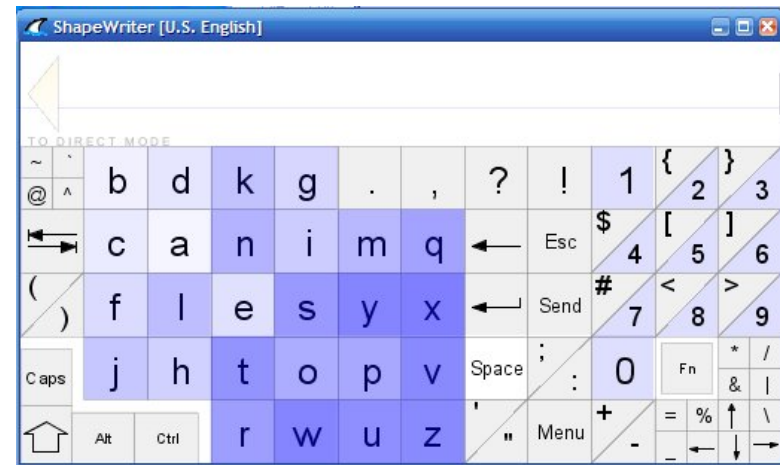 ShapeWriter [U.S. English]
TO DIRECT MODE
~ ` b d k g . , ? ! 1 { 2 } 3
@ ^
c a n i m q Esc $ 4 [ 5 ] 6
( ) f l e s y x Send # 7 < 8 > 9
Caps j h t o p v Space ; : 0 Fn * /
& |
Alt Ctrl r w u z ' " Menu + - = % \
_